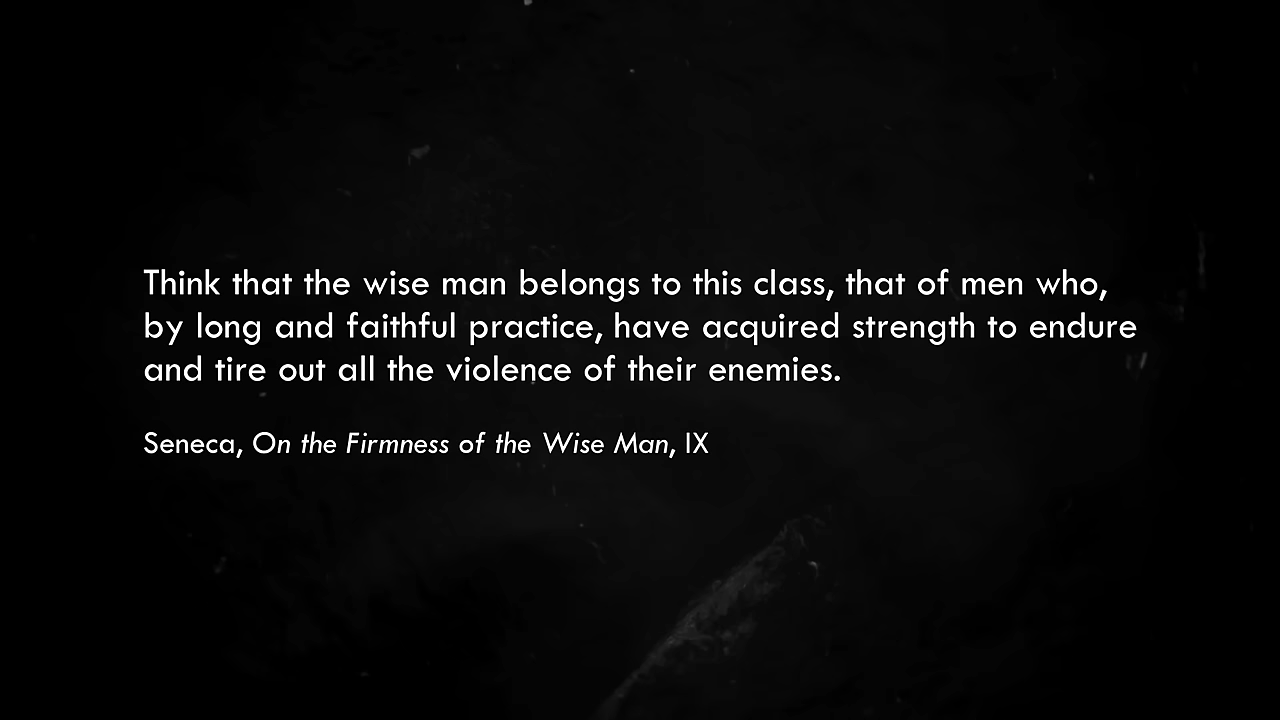 Think that the wise man belongs to this class, that of men who,
by long and faithful practice, have acquired strength to endure
and tire out all the violence of their enemies.
Seneca, On the Firmness of the Wise Man, IX